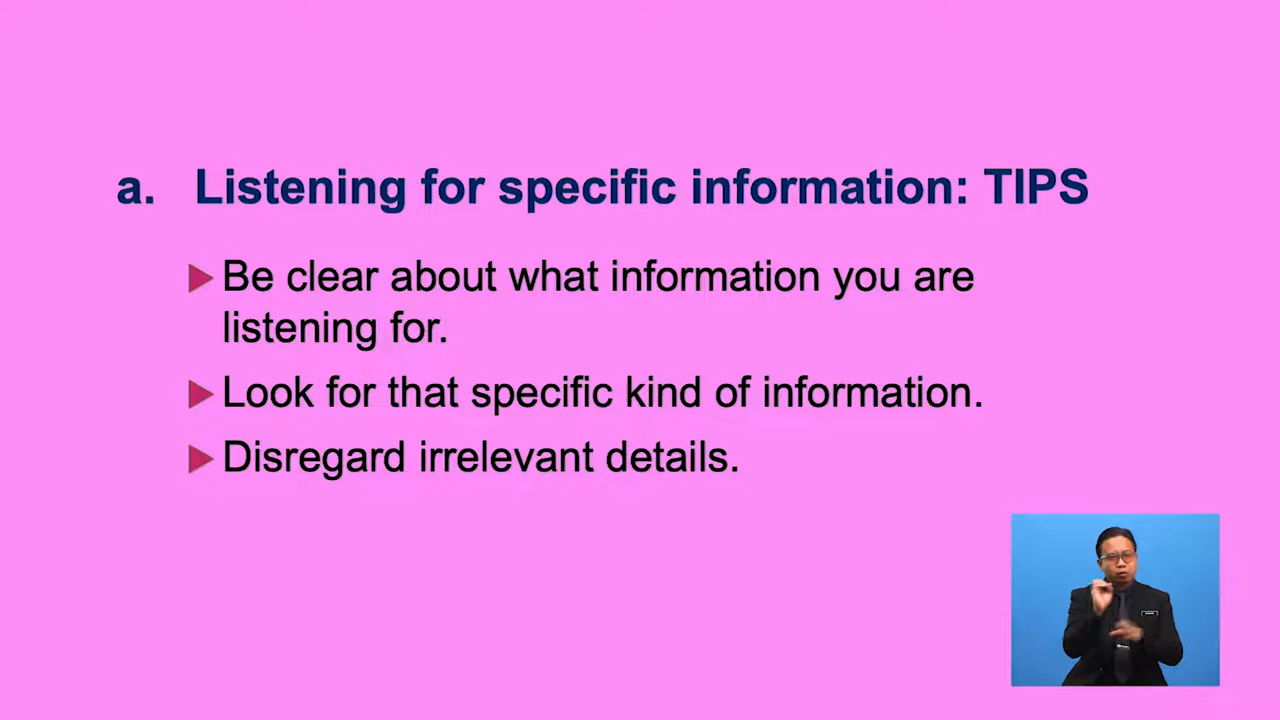 a. Listening for specific information: TIPS
Be clear about what information you are
listening for.
Look for that specific kind of information.
Disregard irrelevant details.